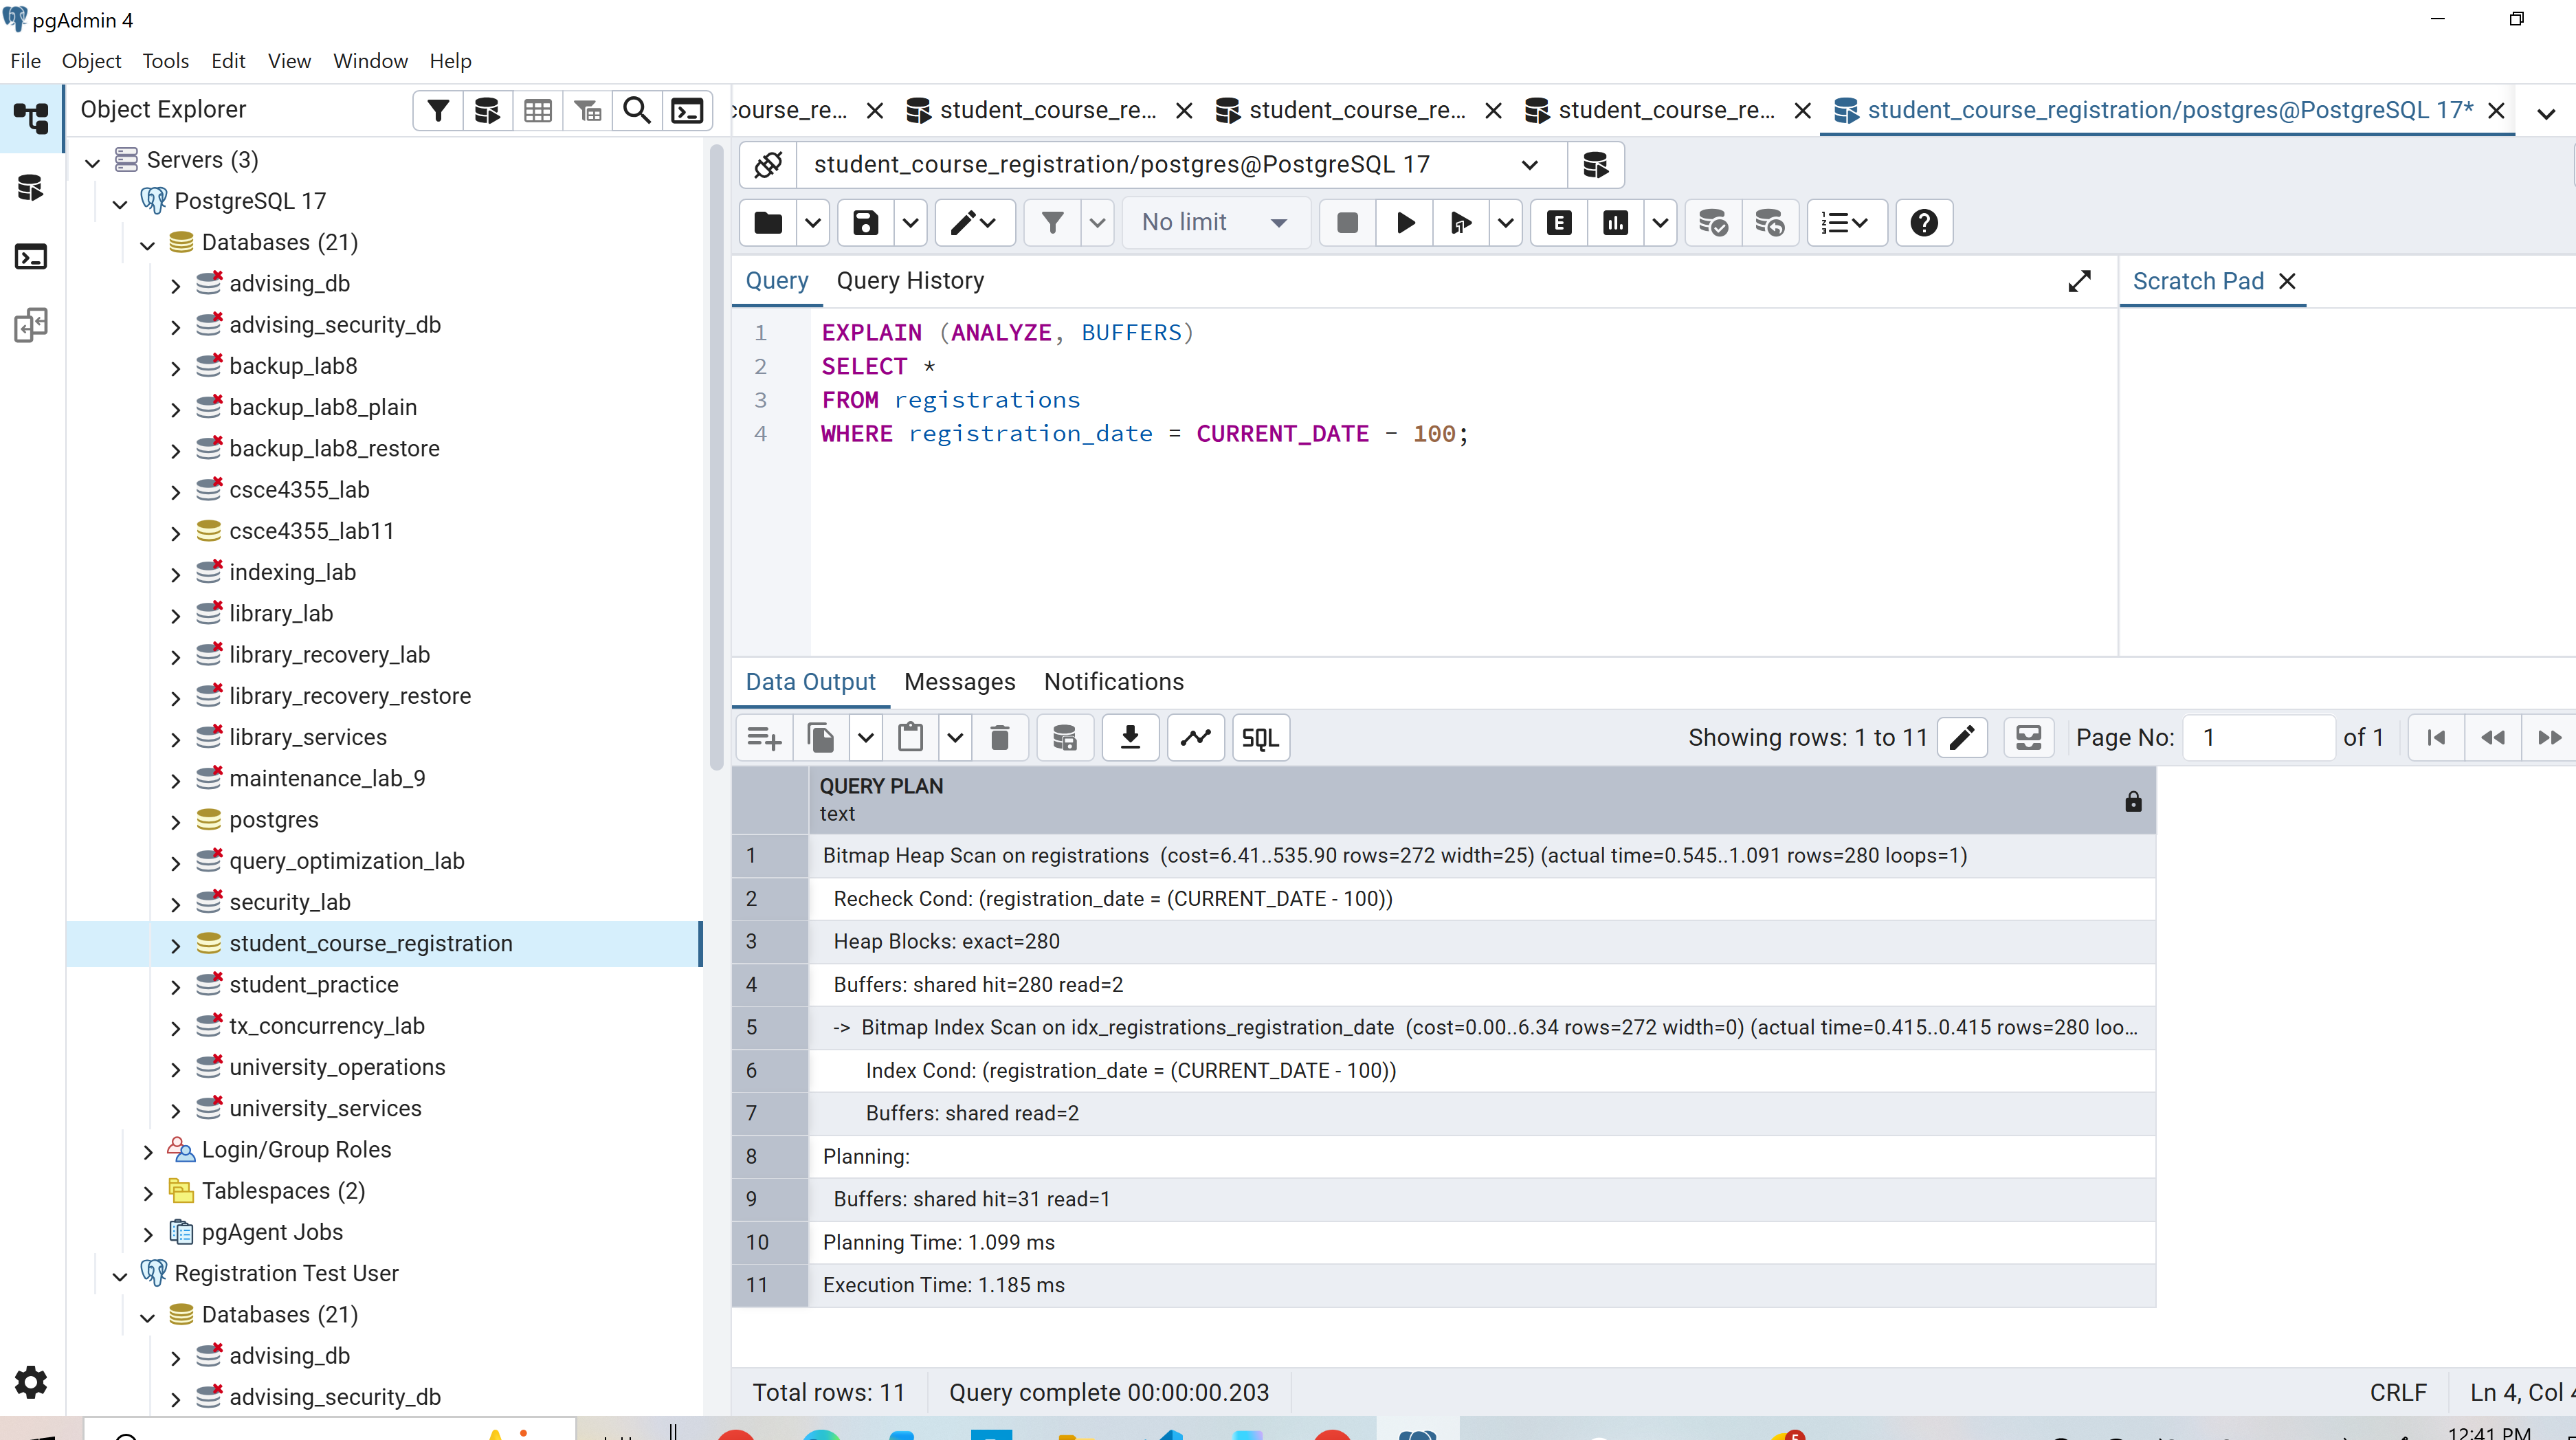 pgAdmin 4
File Object Tools Edit View Window Help
Object Explorer
Servers (3)
PostgreSQL 17
Databases (21)
advising_db
advising_security_db
backup_lab8
backup_lab8_plain
backup_lab8_restore
csce4355_lab
csce4355_lab11
indexing_lab
library_lab
library_recovery_lab
library_recovery_restore
library_services
maintenance_lab_9
postgres
query_optimization_lab
security_lab
student_course_registration
student_practice
tx_concurrency_lab
university_operations
university_services
Login/Group Roles
Tablespaces (2)
pgAgent Jobs
Registration Test User
Databases (21)
advising_db
advising_security_db
course_re... student_course_re... student_course_re... student_course_re... student_course_registration/postgres@PostgreSQL 17*
student_course_registration/postgres@PostgreSQL 17
No limit E
Query Query History
Scratch Pad
1 EXPLAIN (ANALYZE, BUFFERS)
2 SELECT *
3 FROM registrations
4 WHERE registration_date = CURRENT_DATE - 100;
Data Output Messages Notifications
SQL Showing rows: 1 to 11 Page No: 1 of 1
QUERY PLAN
text
1 Bitmap Heap Scan on registrations (cost=6.41..535.90 rows=272 width=25) (actual time=0.545..1.091 rows=280 loops=1)
2 Recheck Cond: (registration_date = (CURRENT_DATE - 100))
3 Heap Blocks: exact=280
4 Buffers: shared hit=280 read=2
5 -> Bitmap Index Scan on idx_registrations_registration_date (cost=0.00..6.34 rows=272 width=0) (actual time=0.415..0.415 rows=280 loo...
6 Index Cond: (registration_date = (CURRENT_DATE - 100))
7 Buffers: shared read=2
8 Planning:
9 Buffers: shared hit=31 read=1
10 Planning Time: 1.099 ms
11 Execution Time: 1.185 ms
Total rows: 11 Query complete 00:00:00.203 CRLF Ln 4, Col
5
12:41 PM